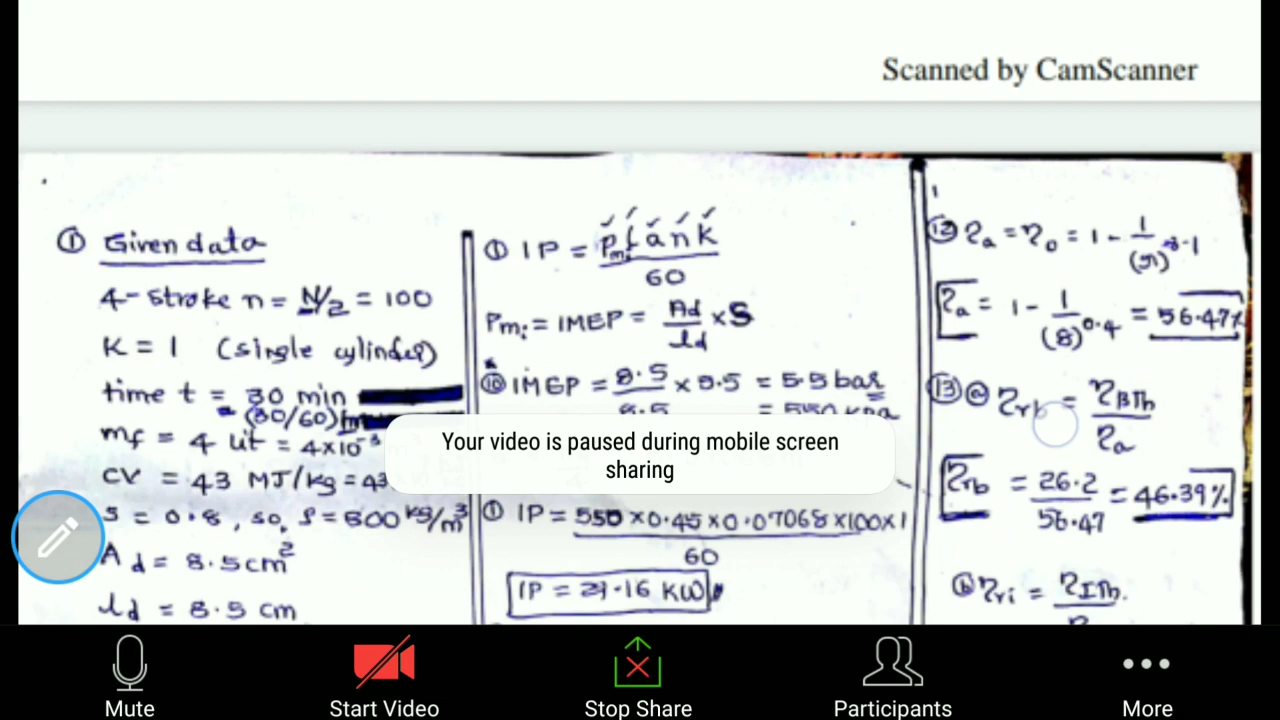 Scanned by CamScanner
① Given data
4-stroke n = N/2 = 100
K = 1 (single cylinder)
time t = 30 min
= (30/60)
mf = 4 lit = 4×10⁻³
CV = 43 MJ/kg = 43
S = 0.8, so, ρ = 800 kg/m³
Ad = 8.5 cm²
ld = 8.5 cm
① IP = Pmi l a n k / 60
Pmi = IMEP = Ad/ld × S
⑩ IMEP = 8.5/8.5 × 5.5 = 5.5 bar
= 550 kpa
Your video is paused during mobile screen
sharing
① IP = 550 × 0.45 × 0.07068 × 100 × 1 / 60
IP = 29.16 KW
⑫ ηa = η0 = 1 - 1/(r)^γ-1
ηa = 1 - 1/(8)^0.4 = 56.47%
⑬ ⓐ ηrb = ηBTh/ηa
ηrb = 26.2/56.47 = 46.39%
ⓑ ηri = ηITh.
Mute
Start Video
Stop Share
Participants
More